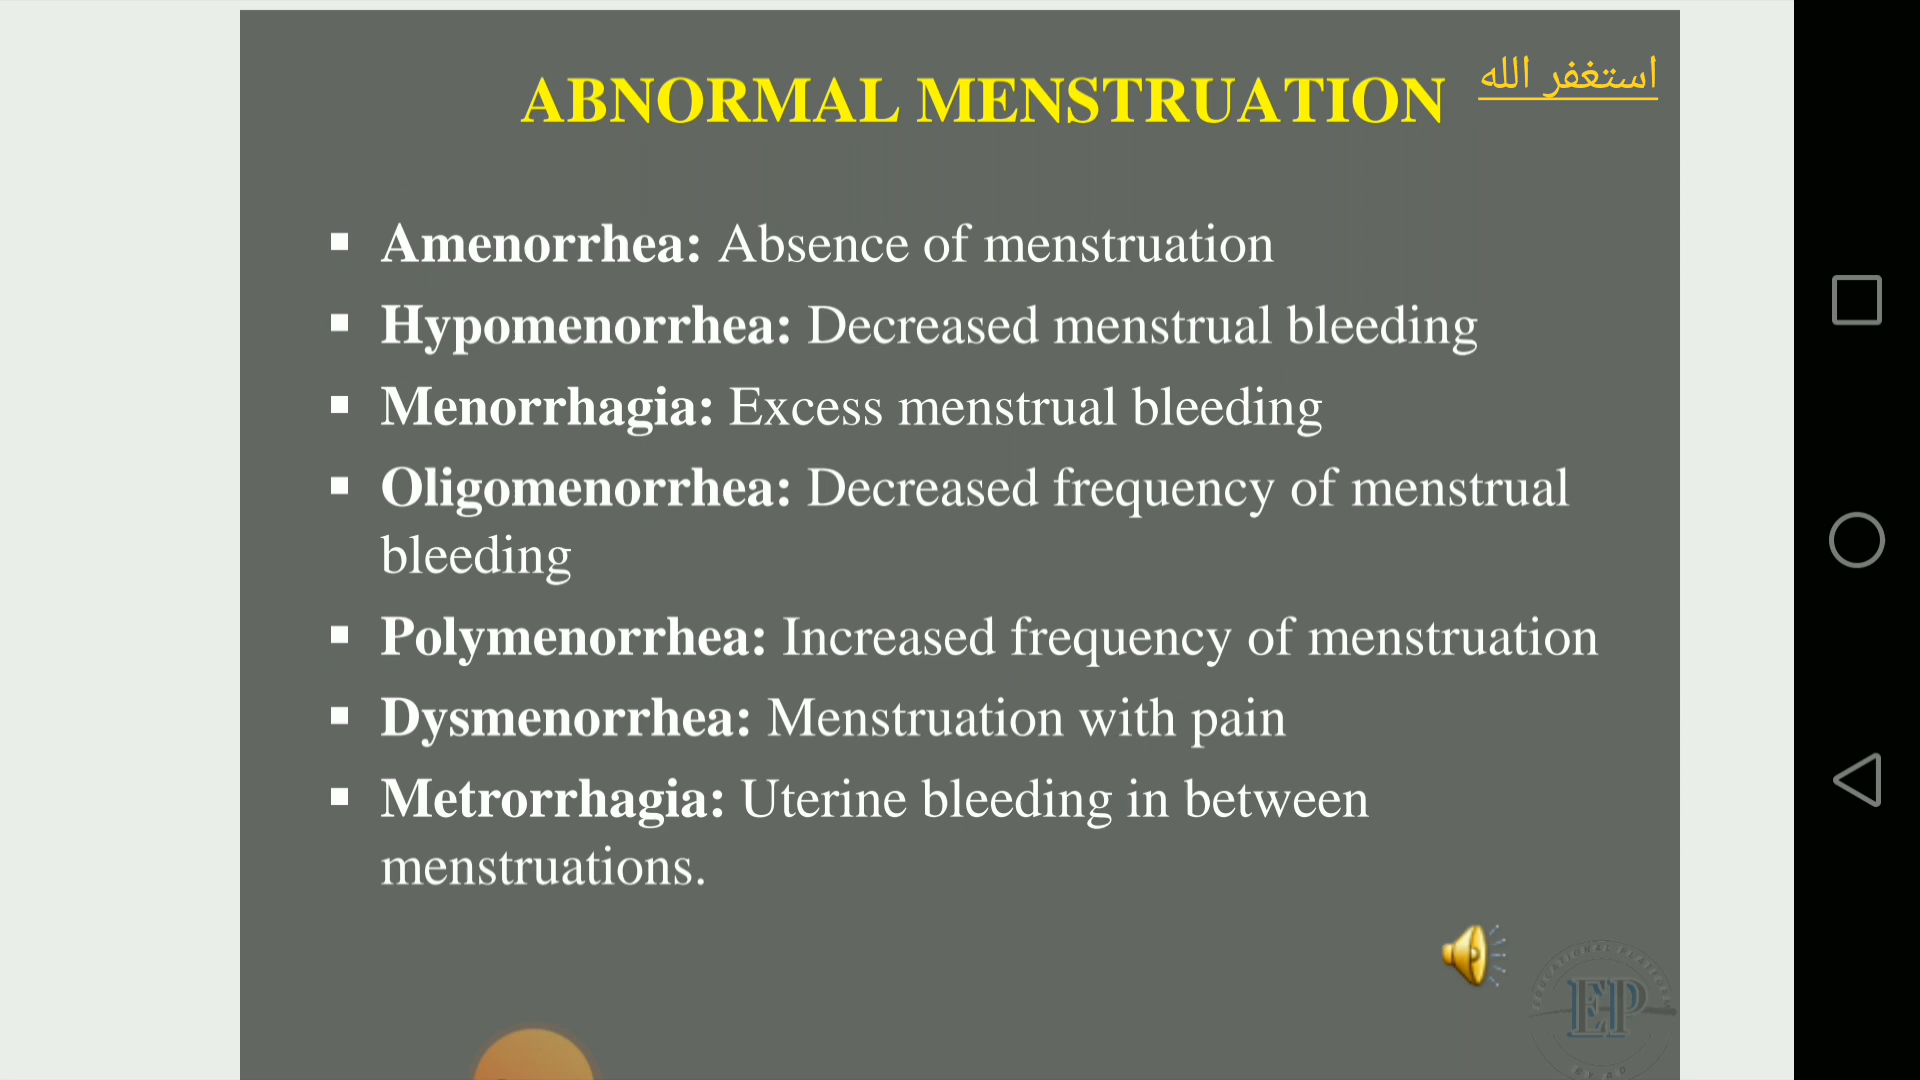 ABNORMAL MENSTRUATION
استغفر الله
▪ Amenorrhea: Absence of menstruation
▪ Hypomenorrhea: Decreased menstrual bleeding
▪ Menorrhagia: Excess menstrual bleeding
▪ Oligomenorrhea: Decreased frequency of menstrual
bleeding
▪ Polymenorrhea: Increased frequency of menstruation
▪ Dysmenorrhea: Menstruation with pain
▪ Metrorrhagia: Uterine bleeding in between
menstruations.
EP